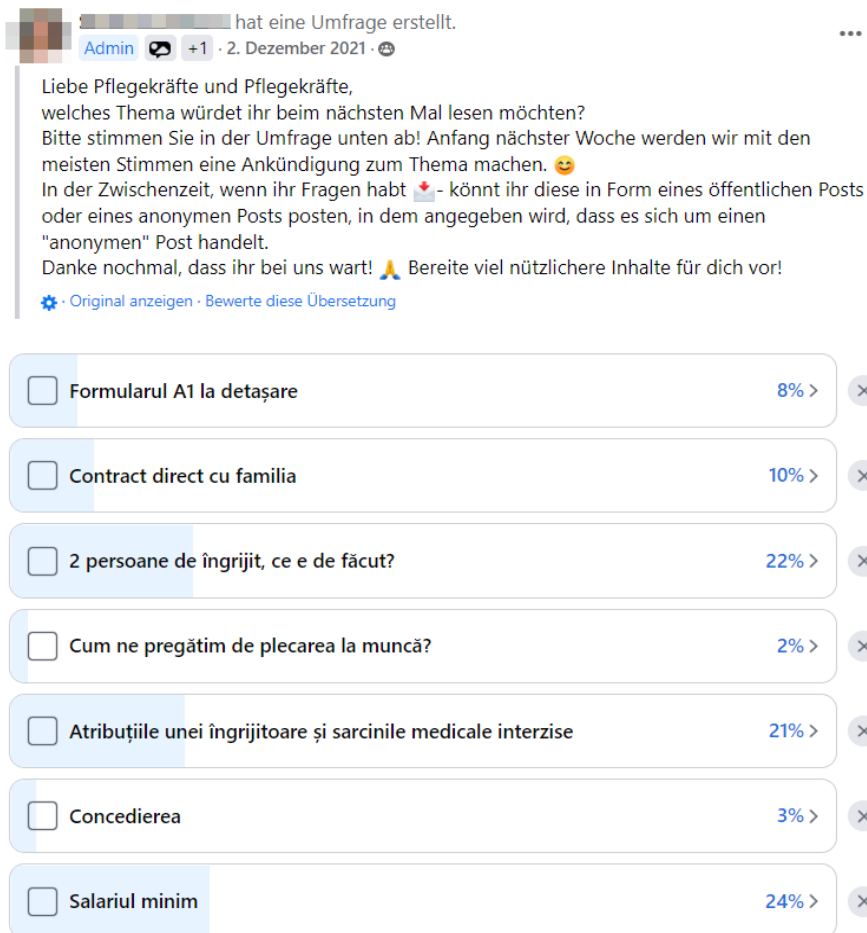 hat eine Umfrage erstellt.
Admin +1 · 2. Dezember 2021 ·
Liebe Pflegekräfte und Pflegekräfte,
welches Thema würdet ihr beim nächsten Mal lesen möchten?
Bitte stimmen Sie in der Umfrage unten ab! Anfang nächster Woche werden wir mit den
meisten Stimmen eine Ankündigung zum Thema machen. 😊
In der Zwischenzeit, wenn ihr Fragen habt 📩- könnt ihr diese in Form eines öffentlichen Posts
oder eines anonymen Posts posten, in dem angegeben wird, dass es sich um einen
"anonymen" Post handelt.
Danke nochmal, dass ihr bei uns wart! 🙏 Bereite viel nützlichere Inhalte für dich vor!
· Original anzeigen · Bewerte diese Übersetzung
Formularul A1 la detașare 8%
Contract direct cu familia 10%
2 persoane de îngrijit, ce e de făcut? 22%
Cum ne pregătim de plecarea la muncă? 2%
Atribuțiile unei îngrijitoare și sarcinile medicale interzise 21%
Concedierea 3%
Salariul minim 24%